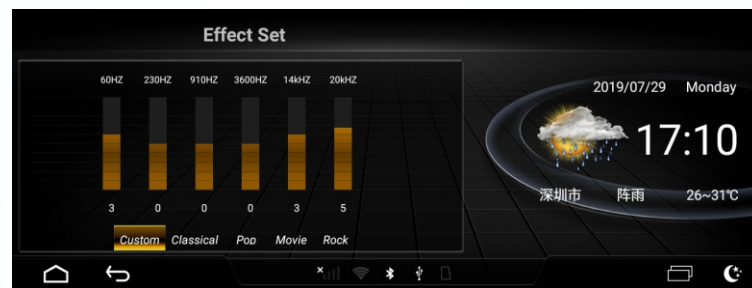 Effect Set
60HZ 230HZ 910HZ 3600HZ 14kHZ 20kHZ
3 0 0 0 3 5
Custom Classical Pop Movie Rock
2019/07/29 Monday
17:10
深圳市 阵雨 26~31℃